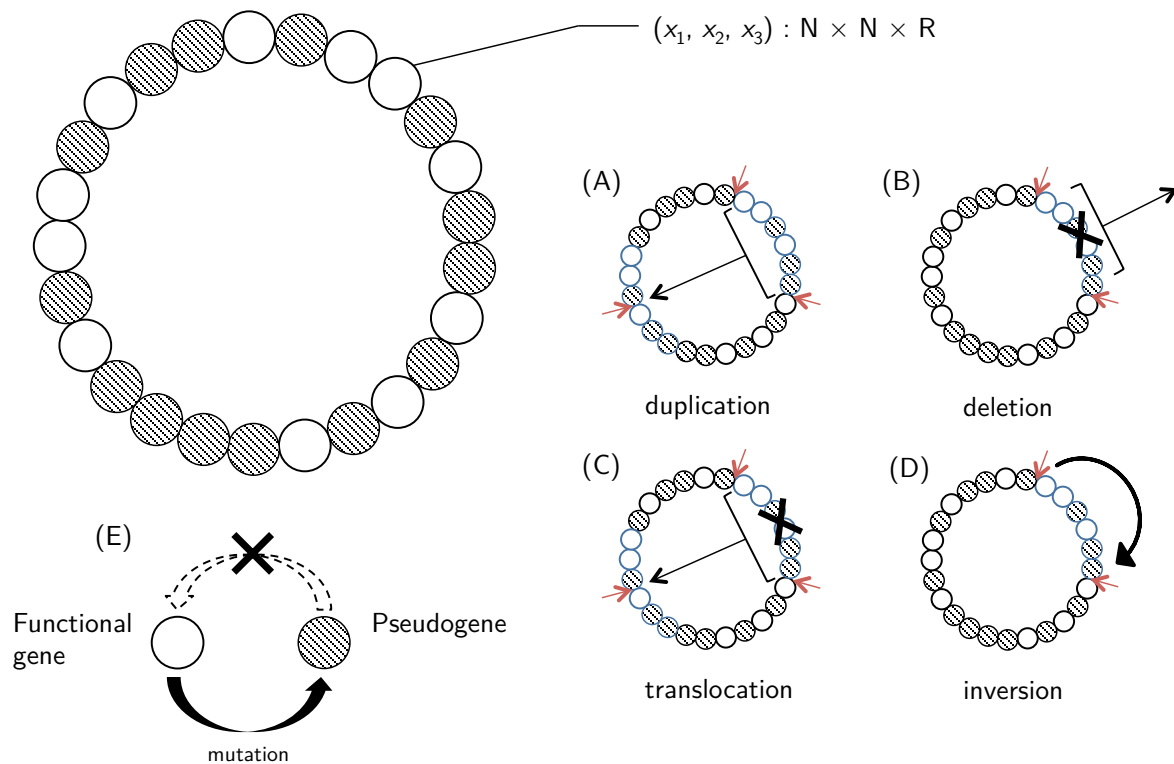 (x1, x2, x3) : N × N × R
(A)
(B)
duplication
deletion
(C)
(D)
translocation
inversion
(E)
Functional
gene
Pseudogene
mutation